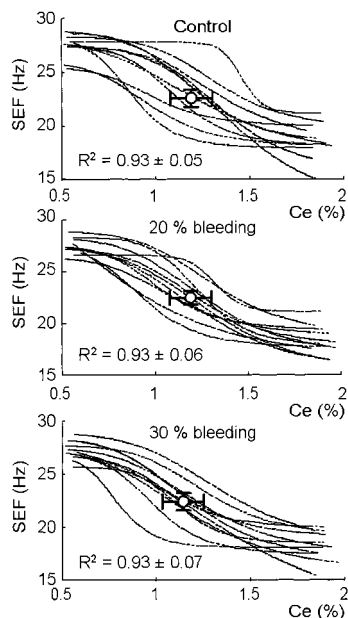 Control
SEF (Hz)
30
25
20
15
R² = 0.93 ± 0.05
0.5 1 1.5 2
Ce (%)
20 % bleeding
SEF (Hz)
30
25
20
15
R² = 0.93 ± 0.06
0.5 1 1.5 2
Ce (%)
30 % bleeding
SEF (Hz)
30
25
20
15
R² = 0.93 ± 0.07
0.5 1 1.5 2
Ce (%)